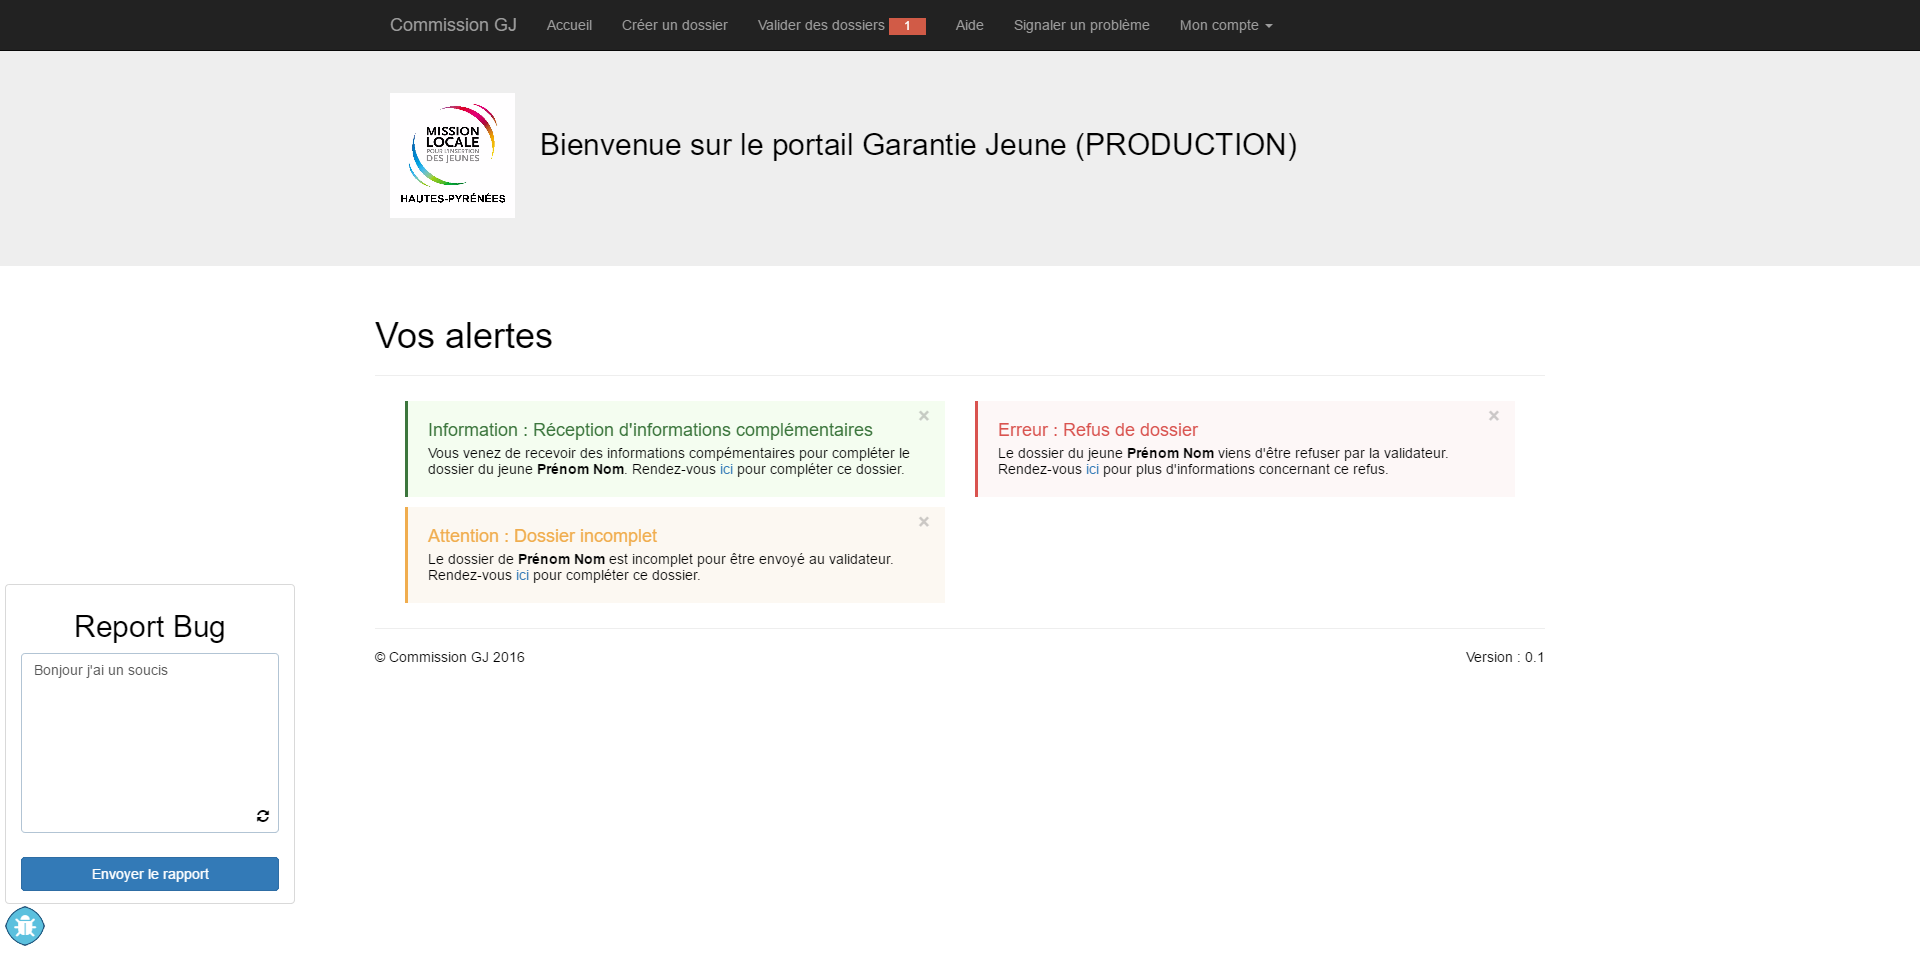 Commission GJ Accueil Créer un dossier Valider des dossiers 1 Aide Signaler un problème Mon compte
MISSION
LOCALE
POUR L'INSERTION
DES JEUNES
HAUTES-PYRÉNÉES
Bienvenue sur le portail Garantie Jeune (PRODUCTION)
Vos alertes
Information : Réception d'informations complémentaires
Vous venez de recevoir des informations compémentaires pour compléter le
dossier du jeune Prénom Nom. Rendez-vous ici pour compléter ce dossier.
Erreur : Refus de dossier
Le dossier du jeune Prénom Nom viens d'être refuser par la validateur.
Rendez-vous ici pour plus d'informations concernant ce refus.
Attention : Dossier incomplet
Le dossier de Prénom Nom est incomplet pour être envoyé au validateur.
Rendez-vous ici pour compléter ce dossier.
© Commission GJ 2016
Version : 0.1
Report Bug
Bonjour j'ai un soucis
Envoyer le rapport